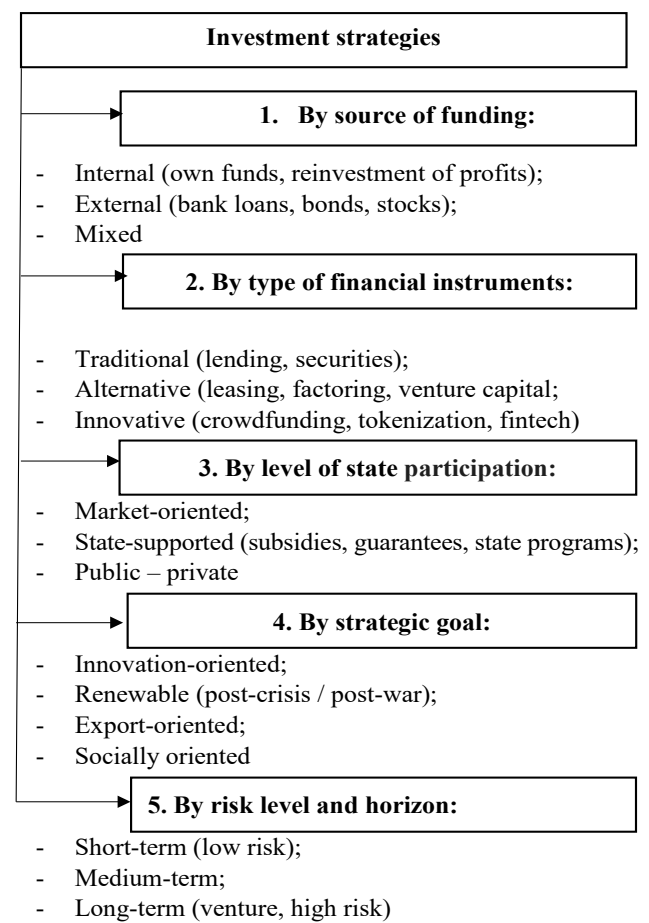 Investment strategies
1. By source of funding:
- Internal (own funds, reinvestment of profits);
- External (bank loans, bonds, stocks);
- Mixed
2. By type of financial instruments:
- Traditional (lending, securities);
- Alternative (leasing, factoring, venture capital;
- Innovative (crowdfunding, tokenization, fintech)
3. By level of state participation:
- Market-oriented;
- State-supported (subsidies, guarantees, state programs);
- Public – private
4. By strategic goal:
- Innovation-oriented;
- Renewable (post-crisis / post-war);
- Export-oriented;
- Socially oriented
5. By risk level and horizon:
- Short-term (low risk);
- Medium-term;
- Long-term (venture, high risk)